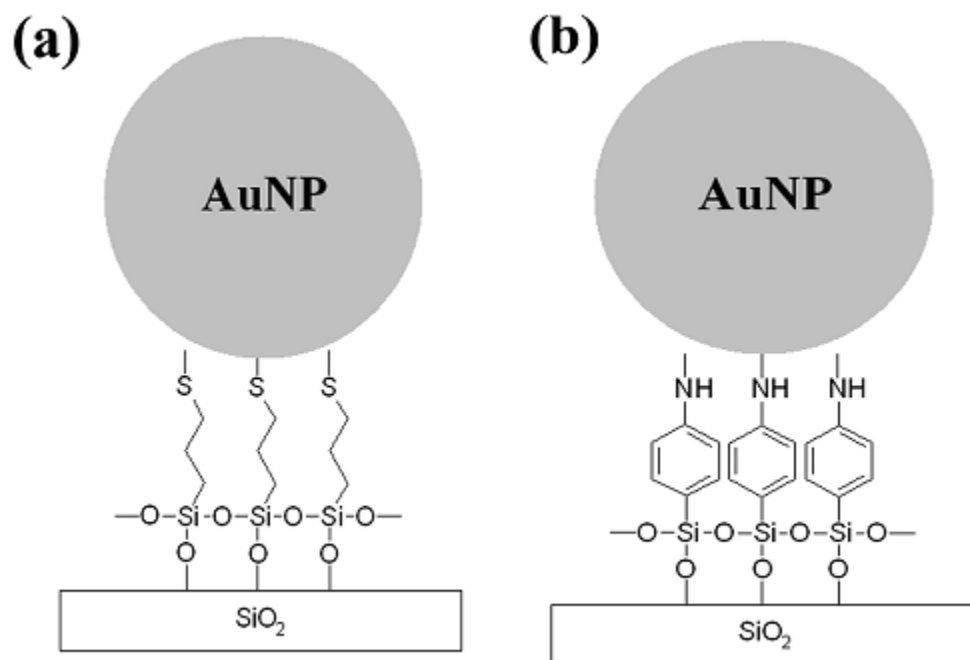 (a)
(b)
AuNP
AuNP
S S S
NH NH NH
O Si O Si O Si O
O Si O Si O Si O
O O O
O O O
SiO₂
SiO₂